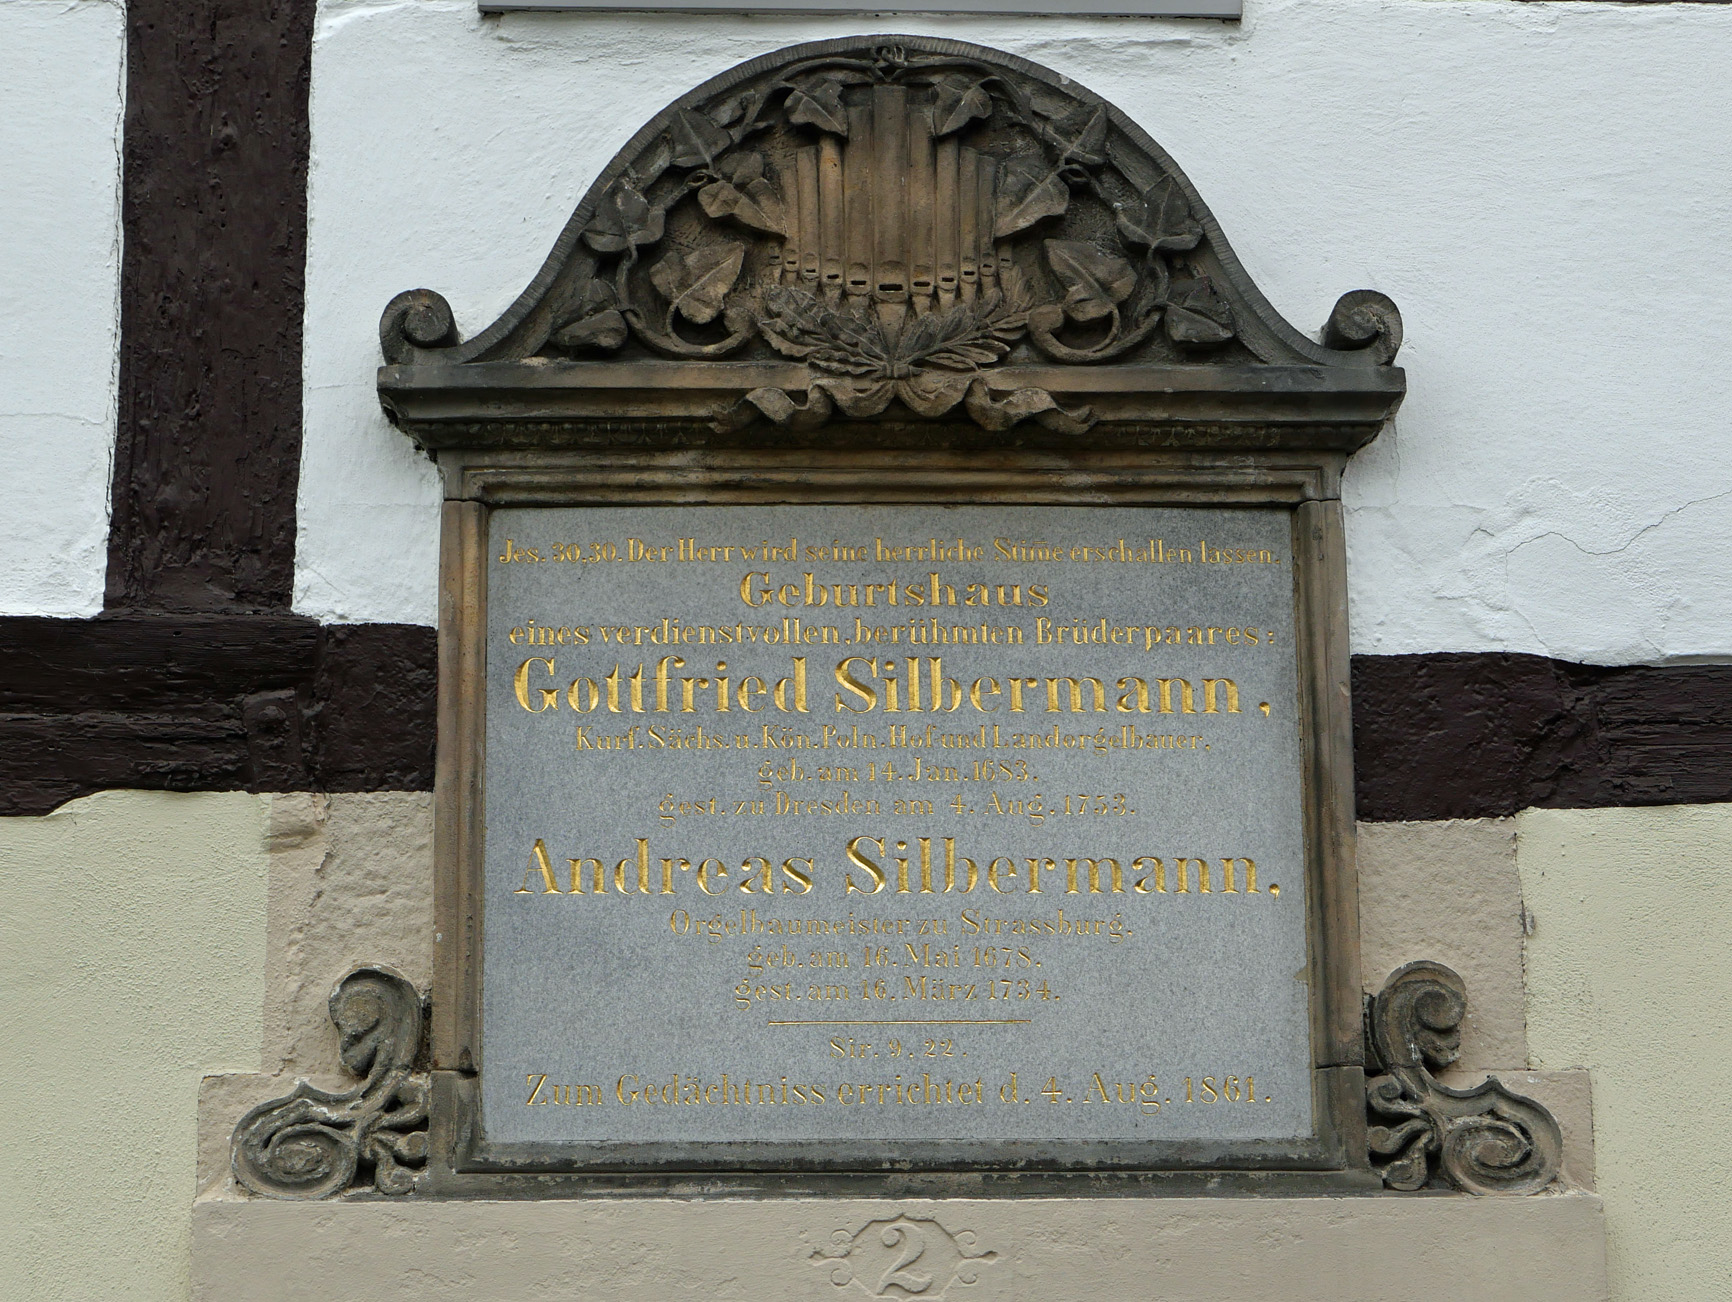 Jes. 30,30. Der Herr wird seine herrliche Stim̅e erschallen lassen.
Geburtshaus
eines verdienstvollen, berühmten Brüderpaares:
Gottfried Silbermann,
Kurf. Sächs. u. Kön. Poln. Hof und Landorgelbauer,
geb. am 14. Jan. 1683.
gest. zu Dresden am 4. Aug. 1753.
Andreas Silbermann,
Orgelbaumeister zu Strassburg.
geb. am 16. Mai 1678.
gest. am 16. März 1734.
Sir. 9. 22.
Zum Gedächtniss errichtet d. 4. Aug. 1861.
2